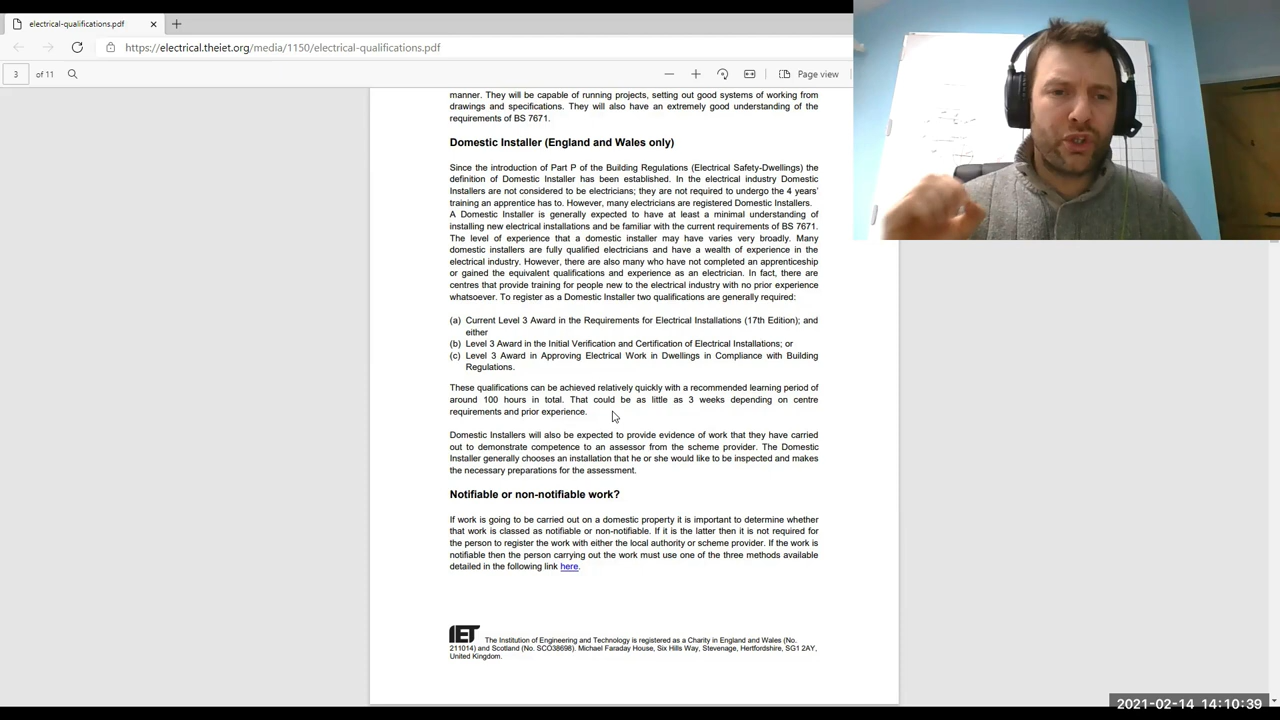 electrical-qualifications.pdf
https://electrical.theiet.org/media/1150/electrical-qualifications.pdf
3 of 11
Page view
manner. They will be capable of running projects, setting out good systems of working from
drawings and specifications. They will also have an extremely good understanding of the
requirements of BS 7671.
Domestic Installer (England and Wales only)
Since the introduction of Part P of the Building Regulations (Electrical Safety-Dwellings) the
definition of Domestic Installer has been established. In the electrical industry Domestic
Installers are not considered to be electricians; they are not required to undergo the 4 years'
training an apprentice has to. However, many electricians are registered Domestic Installers.
A Domestic Installer is generally expected to have at least a minimal understanding of
installing new electrical installations and be familiar with the current requirements of BS 7671.
The level of experience that a domestic installer may have varies very broadly. Many
domestic installers are fully qualified electricians and have a wealth of experience in the
electrical industry. However, there are also many who have not completed an apprenticeship
or gained the equivalent qualifications and experience as an electrician. In fact, there are
centres that provide training for people new to the electrical industry with no prior experience
whatsoever. To register as a Domestic Installer two qualifications are generally required:
(a) Current Level 3 Award in the Requirements for Electrical Installations (17th Edition); and
either
(b) Level 3 Award in the Initial Verification and Certification of Electrical Installations; or
(c) Level 3 Award in Approving Electrical Work in Dwellings in Compliance with Building
Regulations.
These qualifications can be achieved relatively quickly with a recommended learning period of
around 100 hours in total. That could be as little as 3 weeks depending on centre
requirements and prior experience.
Domestic Installers will also be expected to provide evidence of work that they have carried
out to demonstrate competence to an assessor from the scheme provider. The Domestic
Installer generally chooses an installation that he or she would like to be inspected and makes
the necessary preparations for the assessment.
Notifiable or non-notifiable work?
If work is going to be carried out on a domestic property it is important to determine whether
that work is classed as notifiable or non-notifiable. If it is the latter then it is not required for
the person to register the work with either the local authority or scheme provider. If the work is
notifiable then the person carrying out the work must use one of the three methods available
detailed in the following link here.
IET The Institution of Engineering and Technology is registered as a Charity in England and Wales (No.
211014) and Scotland (No. SCO38698). Michael Faraday House, Six Hills Way, Stevenage, Hertfordshire, SG1 2AY,
United Kingdom.
2021-02-14 14:10:39